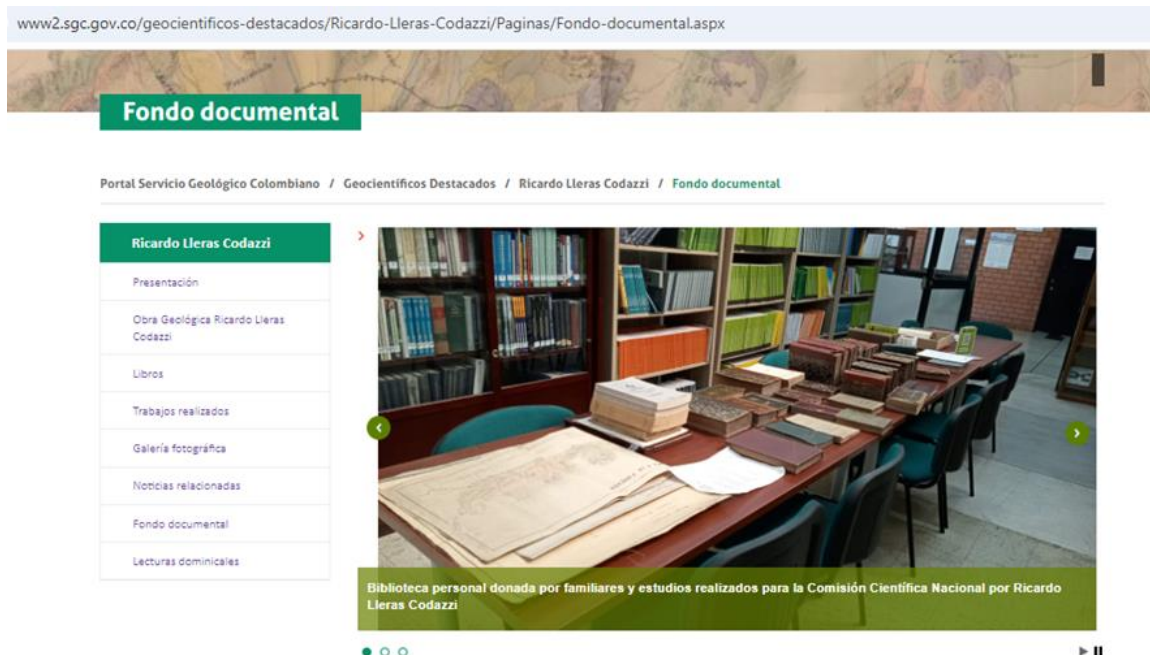 www2.sgc.gov.co/geocientificos-destacados/Ricardo-Lleras-Codazzi/Paginas/Fondo-documental.aspx
Fondo documental
Portal Servicio Geológico Colombiano / Geocientíficos Destacados / Ricardo Lleras Codazzi / Fondo documental
Ricardo Lleras Codazzi
Presentación
Obra Geológica Ricardo Lleras
Codazzi
Libros
Trabajos realizados
Galería fotográfica
Noticias relacionadas
Fondo documental
Lecturas dominicales
Biblioteca personal donada por familiares y estudios realizados para la Comisión Científica Nacional por Ricardo
Lleras Codazzi